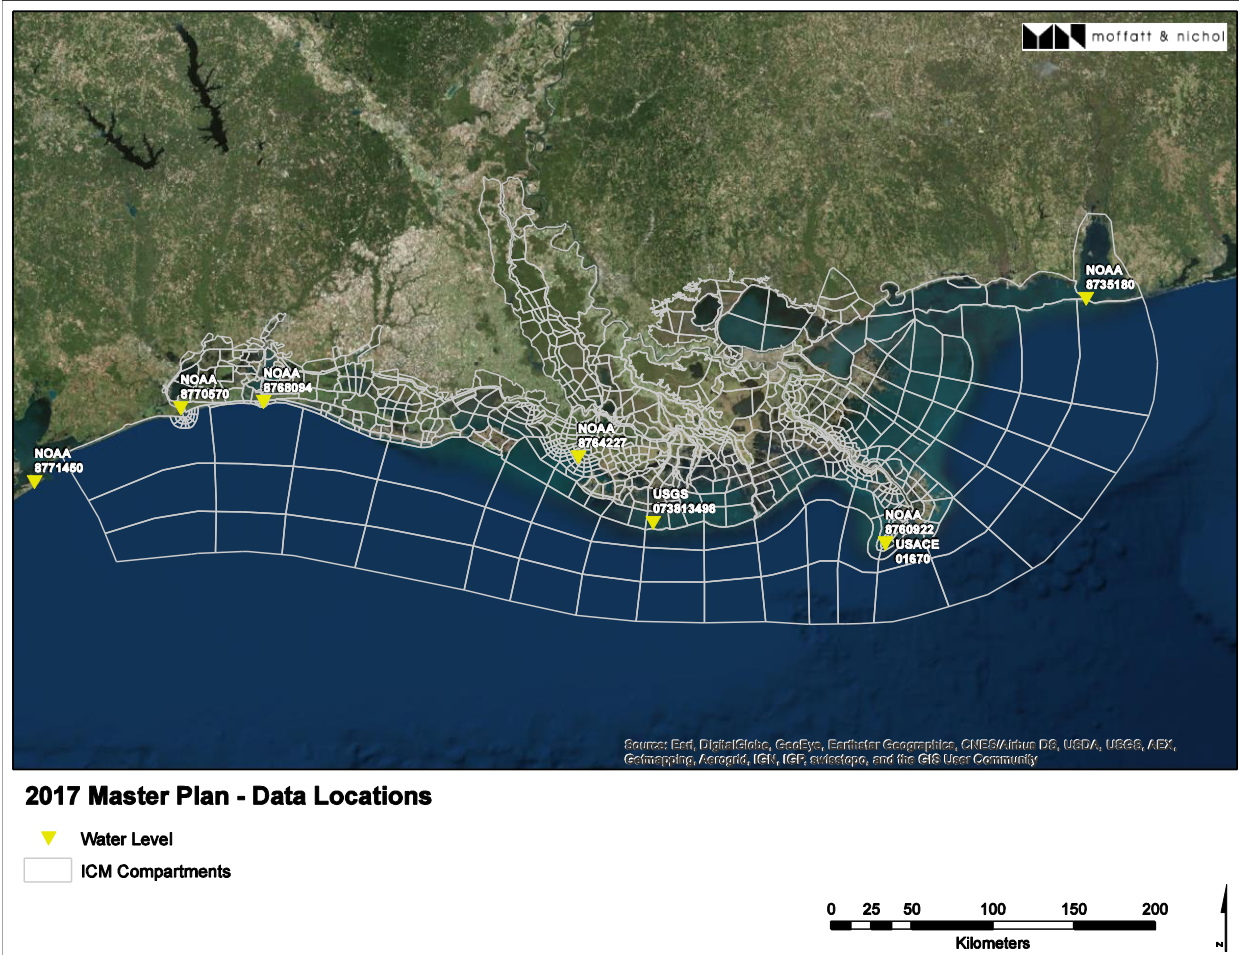 moffatt & nichol
NOAA
8735180
NOAA
8770570
NOAA
8768094
NOAA
8764227
NOAA
8771450
USGS
073813498
NOAA
8760922
USACE
01670
Source: Esri, DigitalGlobe, GeoEye, Earthstar Geographics, CNES/Airbus DS, USDA, USGS, AEX,
Getmapping, Aerogrid, IGN, IGP, swisstopo, and the GIS User Community
2017 Master Plan - Data Locations
Water Level
ICM Compartments
0 25 50 100 150 200
Kilometers
N